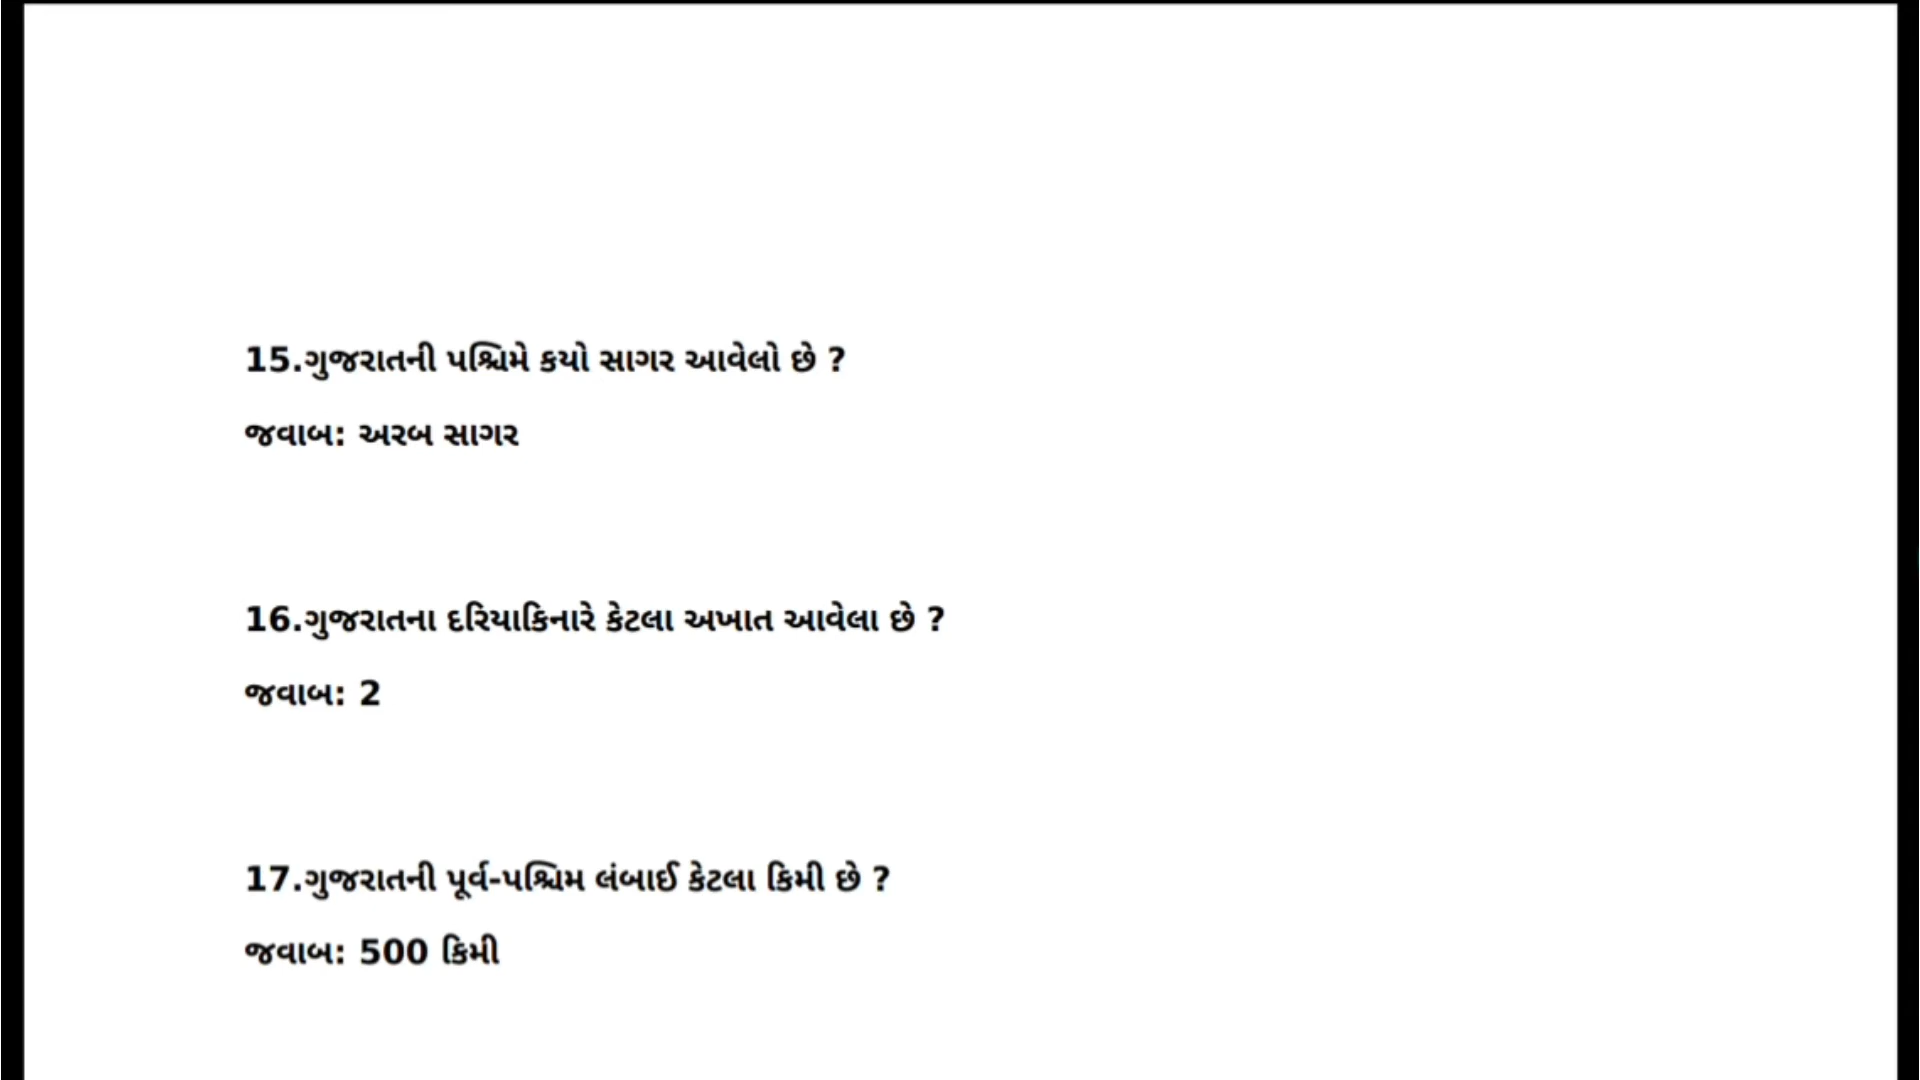 15.ગુજરાતની પશ્ચિમે કયો સાગર આવેલો છે ?
જવાબ: અરબ સાગર
16.ગુજરાતના દરિયાકિનારે કેટલા અખાત આવેલા છે ?
જવાબ: 2
17.ગુજરાતની પૂર્વ-પશ્ચિમ લંબાઈ કેટલા કિમી છે ?
જવાબ: 500 કિમી